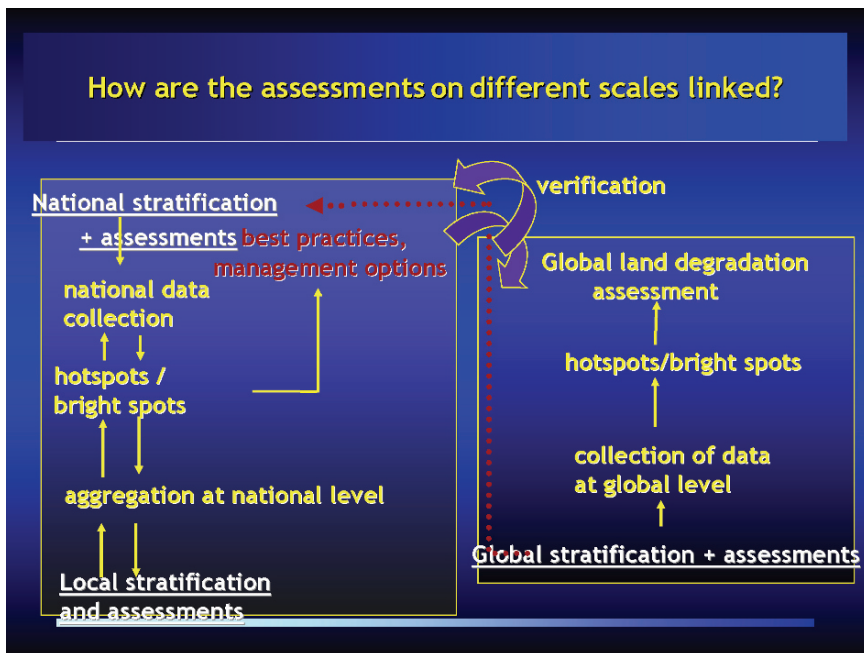 How are the assessments on different scales linked?
National stratification
+ assessments
best practices,
management options
national data
collection
hotspots /
bright spots
aggregation at national level
Local stratification
and assessments
verification
Global land degradation
assessment
hotspots/bright spots
collection of data
at global level
Global stratification + assessments